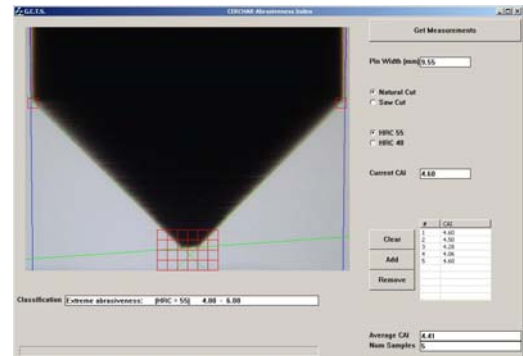 G.C.T.S.
CERCHAR Abrasiveness Index
Get Measurements
Pin Width (mm) 9.55
Natural Cut
Saw Cut
HRC 55
HRC 40
Current CAI 4.60
# CAI
1 4.60
2 4.50
3 4.28
4 4.06
5 4.60
Clear
Add
Remove
Classification Extreme abrasiveness: (HRC = 55) 4.00 - 6.00
Average CAI 4.41
Num Samples 5